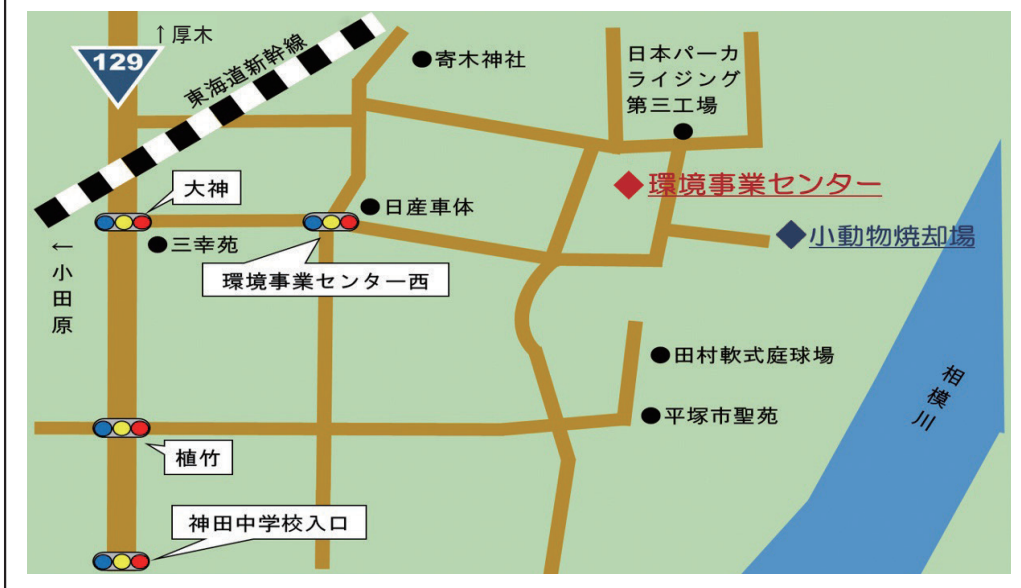 129
↑厚木
東海道新幹線
寄木神社
日本パーカ
ライジング
第三工場
環境事業センター
大神
日産車体
小動物焼却場
三幸苑
←小田原
環境事業センター西
田村軟式庭球場
相模川
平塚市聖苑
植竹
神田中学校入口